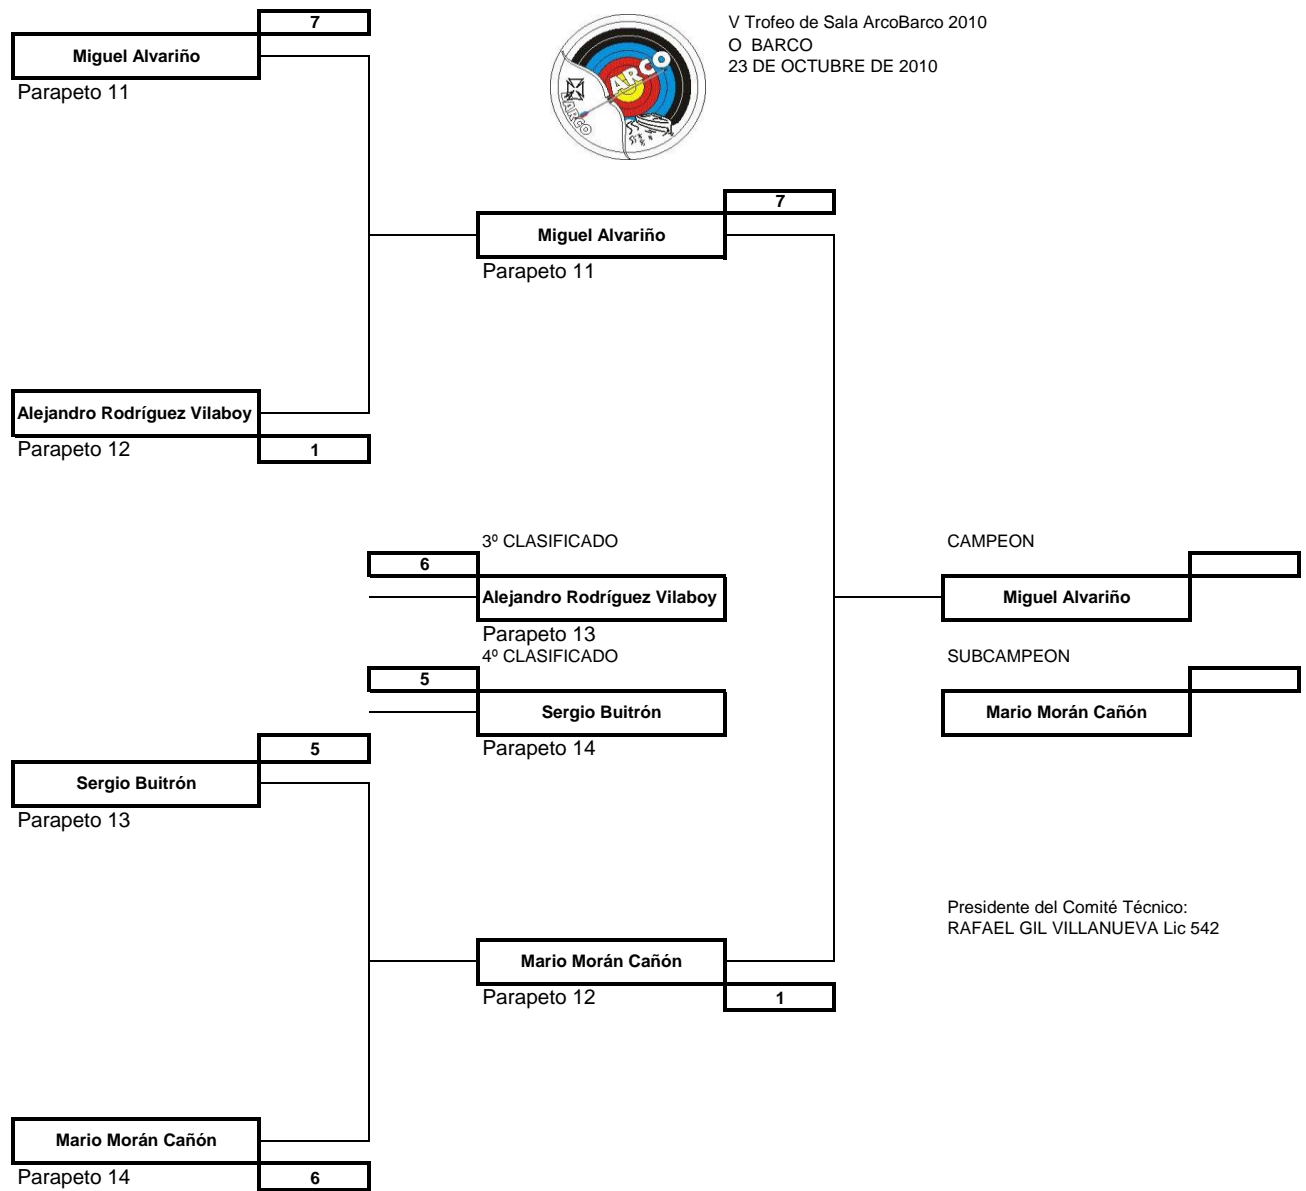 7
Miguel Alvariño
Parapeto 11
ARCO
BARCO
V Trofeo de Sala ArcoBarco 2010
O BARCO
23 DE OCTUBRE DE 2010
7
Miguel Alvariño
Parapeto 11
Alejandro Rodríguez Vilaboy
Parapeto 12
1
3º CLASIFICADO
6
Alejandro Rodríguez Vilaboy
Parapeto 13
4º CLASIFICADO
5
Sergio Buitrón
Parapeto 14
CAMPEON
Miguel Alvariño
SUBCAMPEON
Mario Morán Cañón
5
Sergio Buitrón
Parapeto 13
Presidente del Comité Técnico:
RAFAEL GIL VILLANUEVA Lic 542
Mario Morán Cañón
Parapeto 12
1
Mario Morán Cañón
Parapeto 14
6